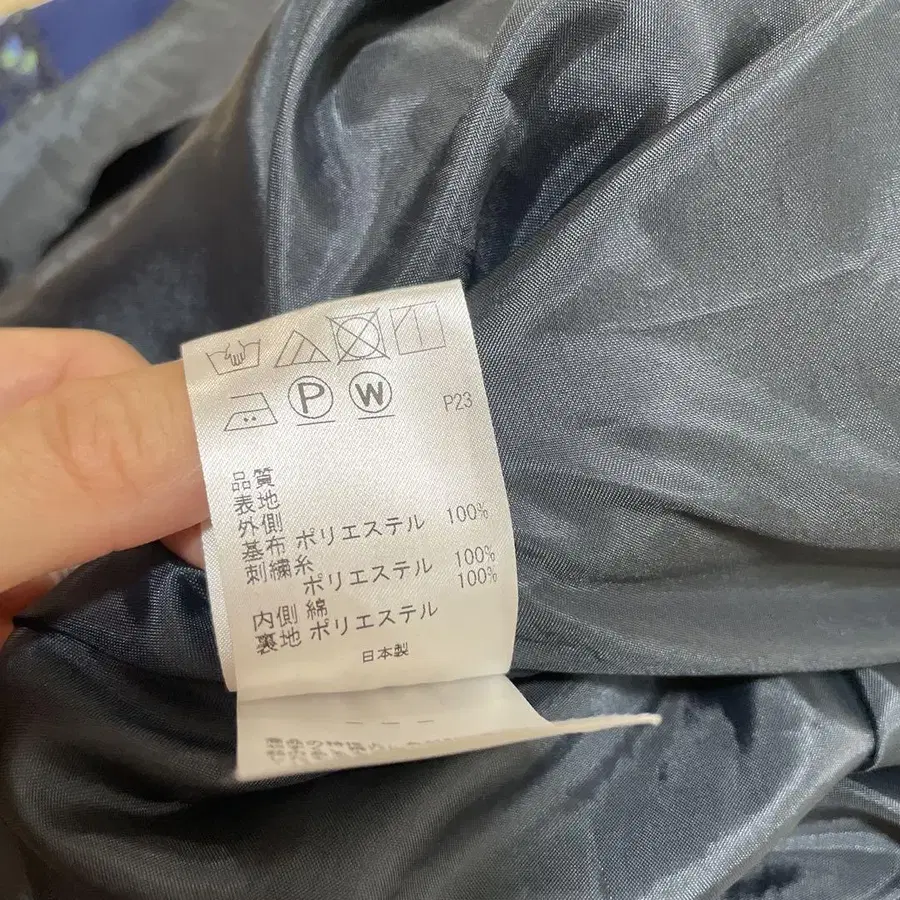 P W P23
品質
表地
外側
基布 ポリエステル 100%
刺繍糸
ポリエステル 100%
内側 綿 100%
裏地 ポリエステル
日本製